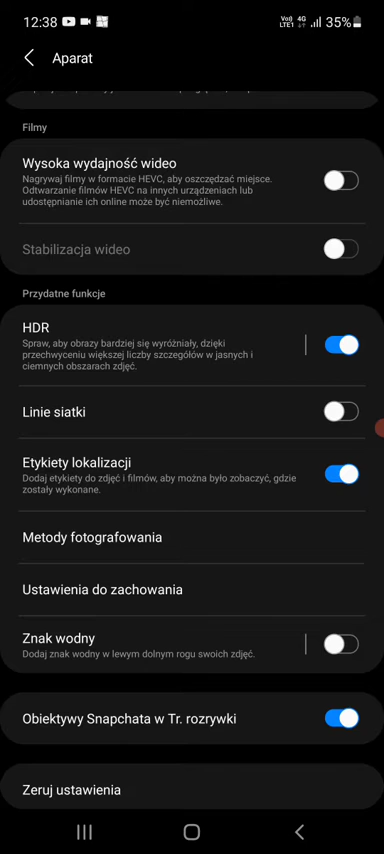 12:38
Vo)) 4G
LTE1
35%
Aparat
Filmy
Wysoka wydajność wideo
Nagrywaj filmy w formacie HEVC, aby oszczędzać miejsce.
Odtwarzanie filmów HEVC na innych urządzeniach lub
udostępnianie ich online może być niemożliwe.
Stabilizacja wideo
Przydatne funkcje
HDR
Spraw, aby obrazy bardziej się wyróżniały, dzięki
przechwyceniu większej liczby szczegółów w jasnych i
ciemnych obszarach zdjęć.
Linie siatki
Etykiety lokalizacji
Dodaj etykiety do zdjęć i filmów, aby można było zobaczyć, gdzie
zostały wykonane.
Metody fotografowania
Ustawienia do zachowania
Znak wodny
Dodaj znak wodny w lewym dolnym rogu swoich zdjęć.
Obiektywy Snapchata w Tr. rozrywki
Zeruj ustawienia